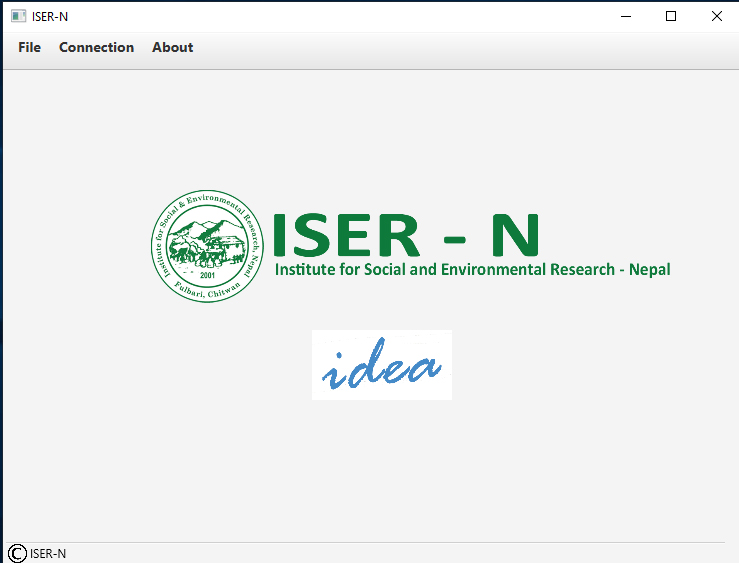 ISER-N
File Connection About
Institute for Social & Environmental Research, Nepal
2001
Fulbari, Chitwan
ISER - N
Institute for Social and Environmental Research - Nepal
idea
© ISER-N